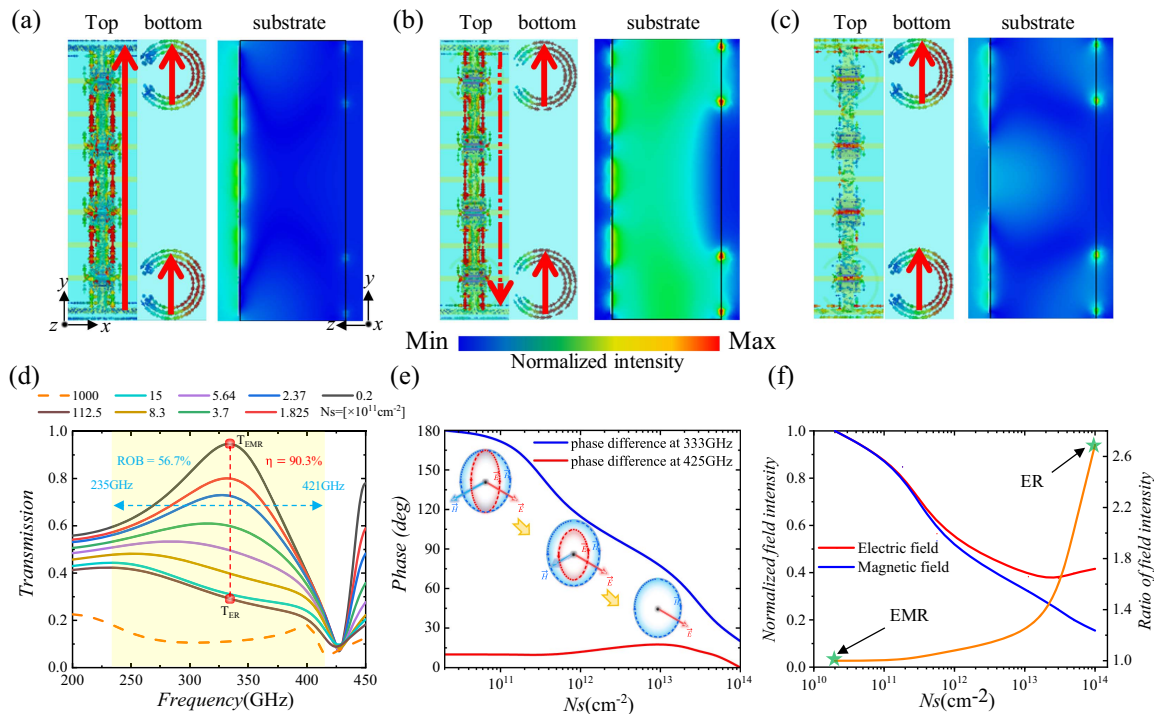 (a)
Top
bottom
substrate
y
z
x
y
z
x
(b)
Top
bottom
substrate
(c)
Top
bottom
substrate
Min
Max
Normalized intensity
(d)
1000
15
5.64
2.37
0.2
112.5
8.3
3.7
1.825
Ns=[×10¹¹cm⁻²]
1.0
0.8
0.6
0.4
0.2
0.0
Transmission
T_EMR
ROB = 56.7%
η = 90.3%
235GHz
421GHz
T_ER
200
250
300
350
400
450
Frequency(GHz)
(e)
180
150
120
90
60
30
0
Phase (deg)
phase difference at 333GHz
phase difference at 425GHz
H
E
H
E
E
10¹¹
10¹²
10¹³
10¹⁴
Ns(cm⁻²)
(f)
1.0
0.8
0.6
0.4
0.2
0.0
Normalized field intensity
ER
Electric field
Magnetic field
EMR
2.6
2.2
1.8
1.4
1.0
Ratio of field intensity
10¹⁰
10¹¹
10¹²
10¹³
10¹⁴
Ns(cm⁻²)